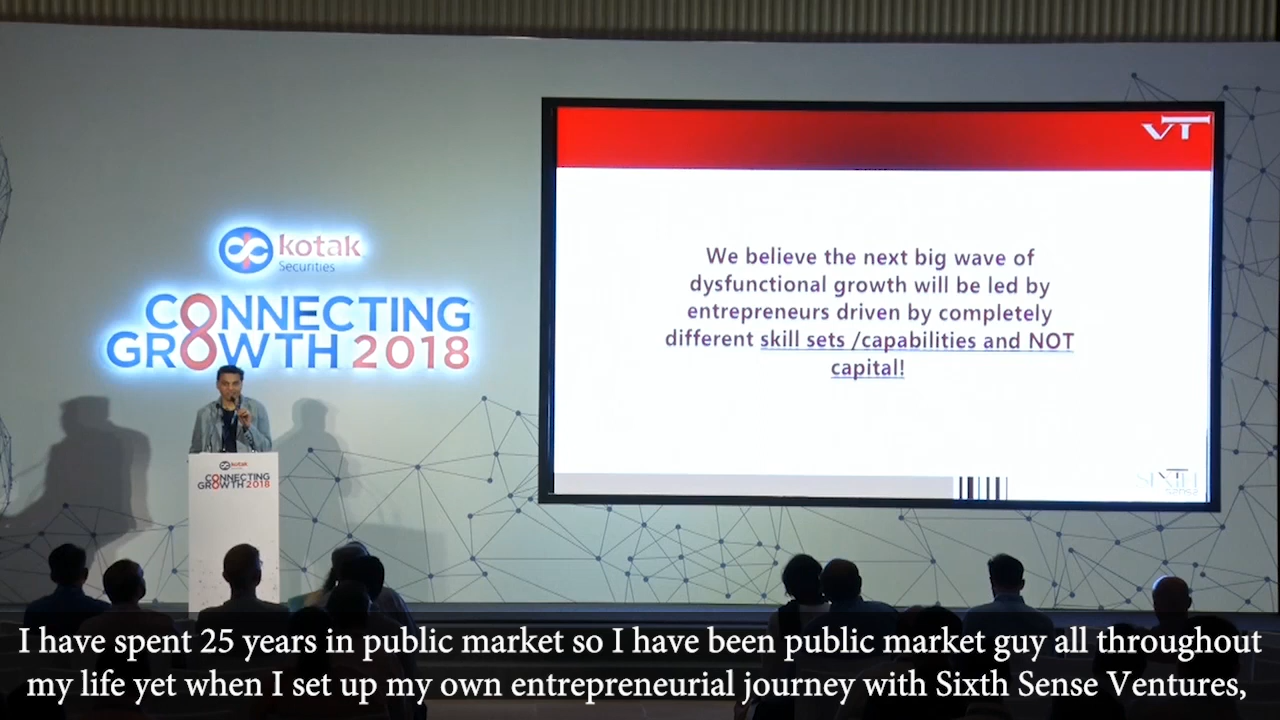 kotak
Securities
CONNECTING
GROWTH 2018
kotak
CONNECTING
GROWTH 2018
VT
We believe the next big wave of
dysfunctional growth will be led by
entrepreneurs driven by completely
different skill sets /capabilities and NOT
capital!
SIXTH
I have spent 25 years in public market so I have been public market guy all throughout
my life yet when I set up my own entrepreneurial journey with Sixth Sense Ventures,